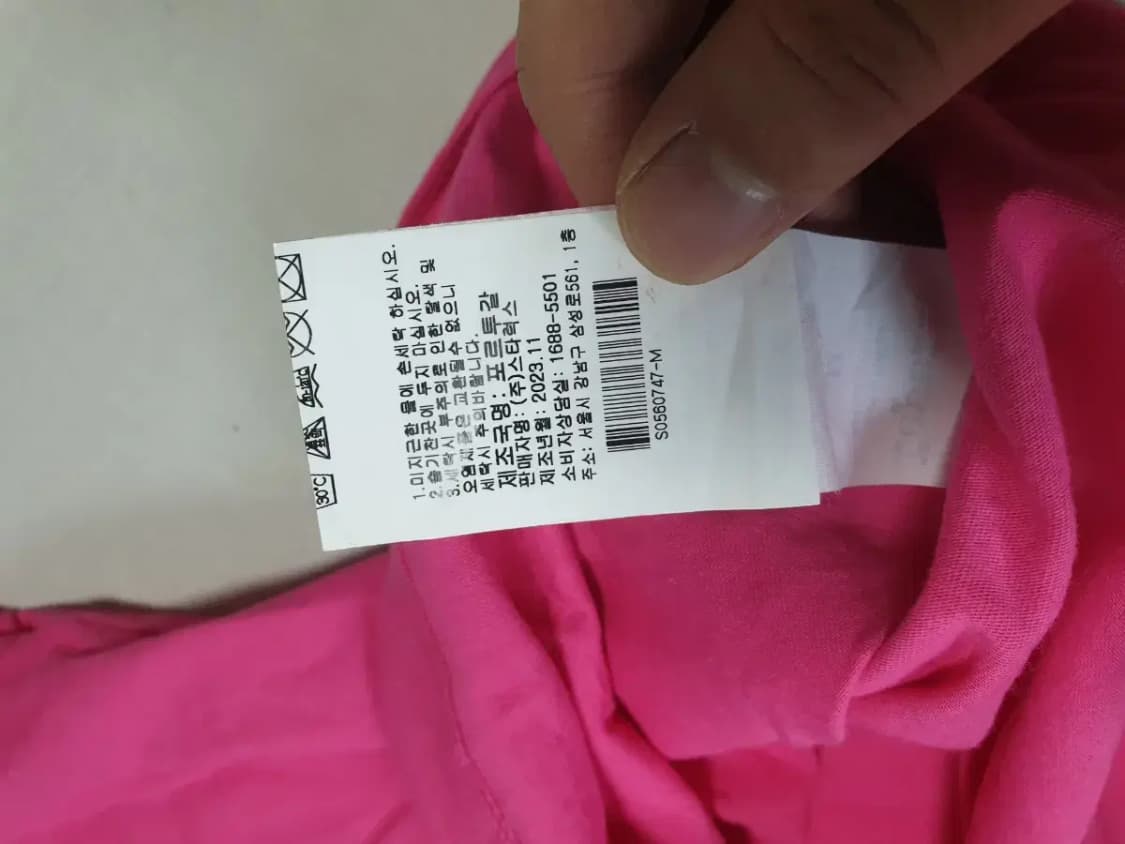 30℃
1.미지근한 물에 손세탁 하십시오.
2.습기찬곳에 두지 마십시오.
3.세탁시 부주의로 인한 탈색 및
오염제품은 교환될수 없으니
세탁시 주의바랍니다.
제조국명: 포르투갈
판매자명: (주)스타럭스
제조년월: 2023.11
소비자상담실: 1688-5501
주소: 서울시 강남구 삼성로561, 1층
S0560747-M